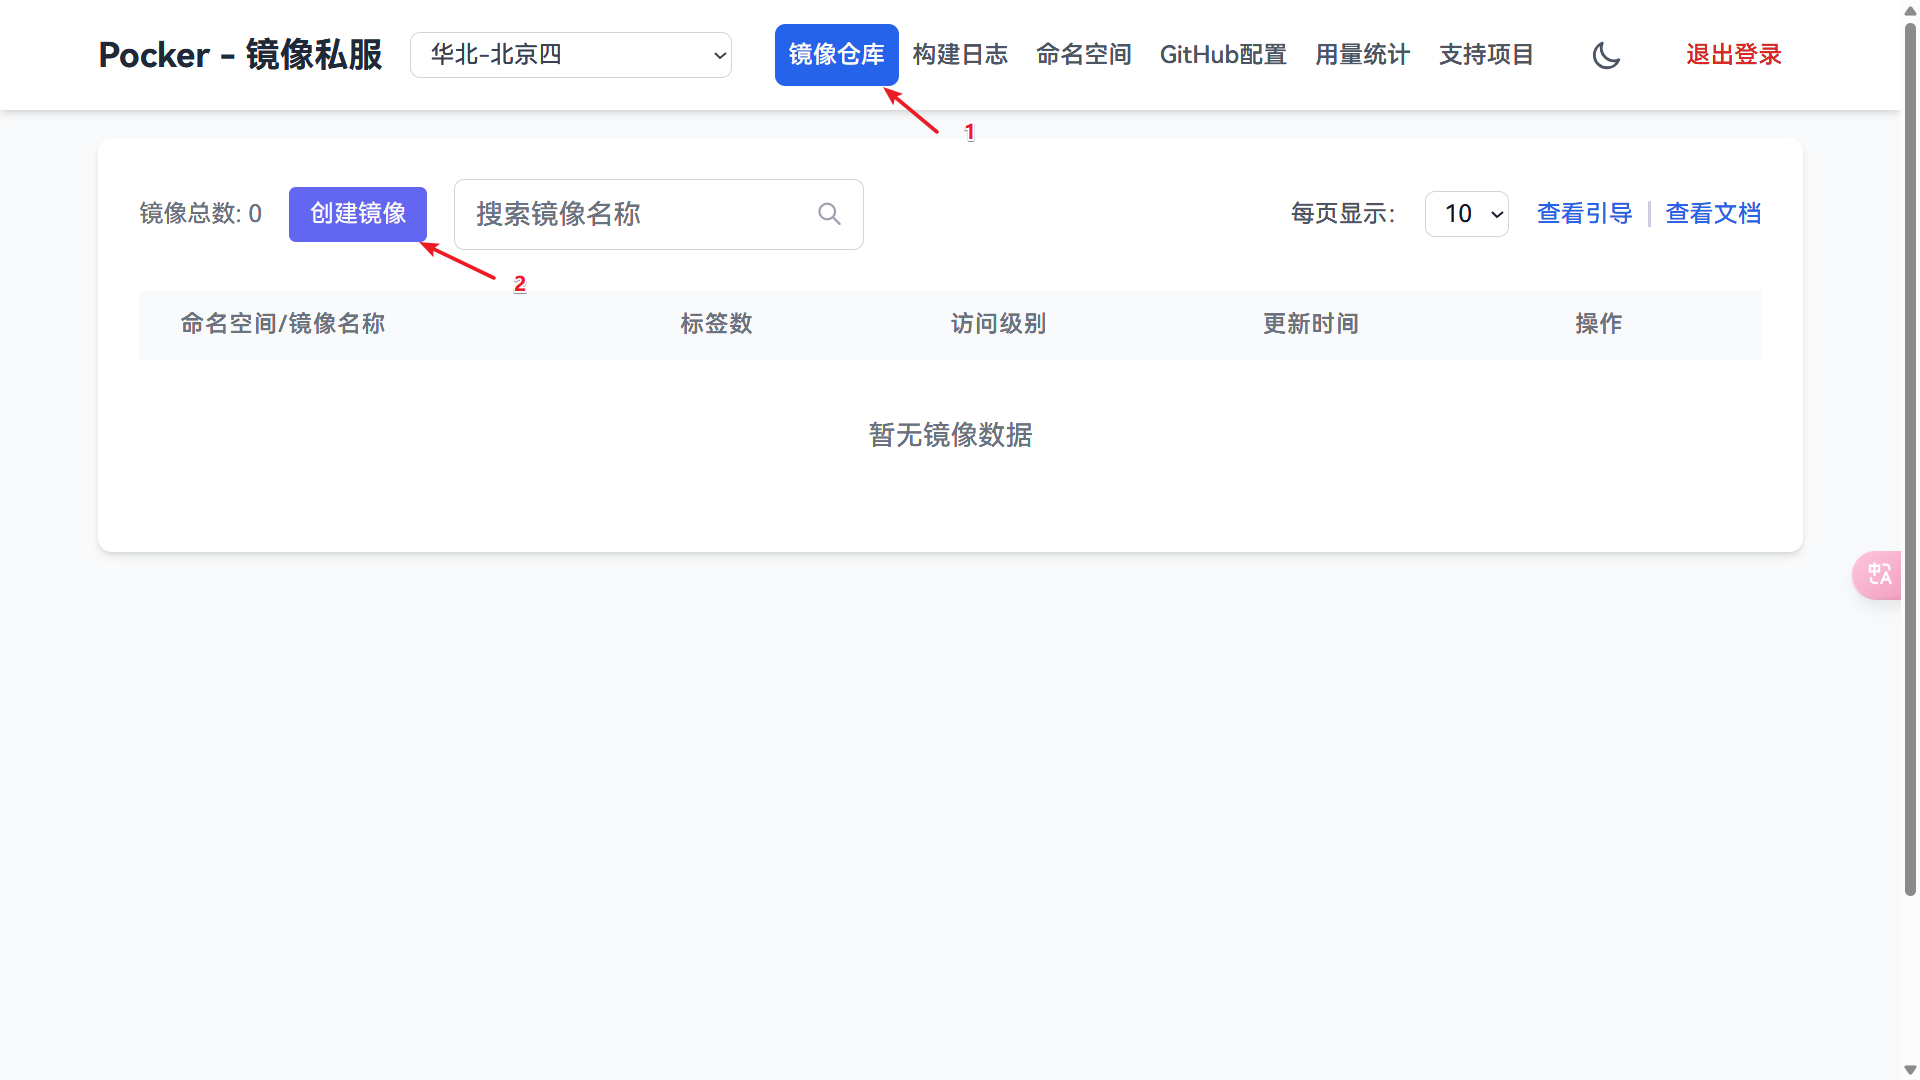 Pocker - 镜像私服
华北-北京四
镜像仓库 构建日志 命名空间 GitHub配置 用量统计 支持项目
退出登录
1
镜像总数: 0
创建镜像
搜索镜像名称
每页显示:
10
查看引导 | 查看文档
2
命名空间/镜像名称 标签数 访问级别 更新时间 操作
暂无镜像数据
中A